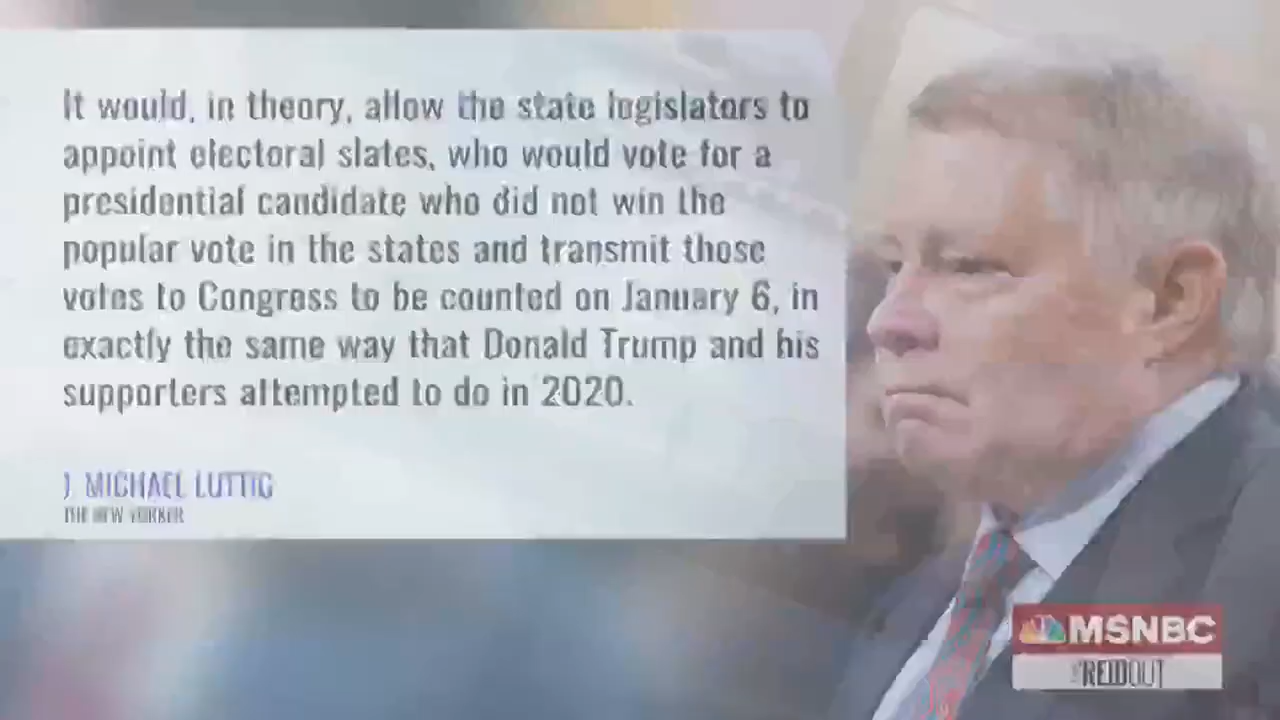 It would, in theory, allow the state legislators to
appoint electoral slates, who would vote for a
presidential candidate who did not win the
popular vote in the states and transmit those
votes to Congress to be counted on January 6, in
exactly the same way that Donald Trump and his
supporters attempted to do in 2020.
J. MICHAEL LUTTIG
THE NEW YORKER
MSNBC
REIDOUT